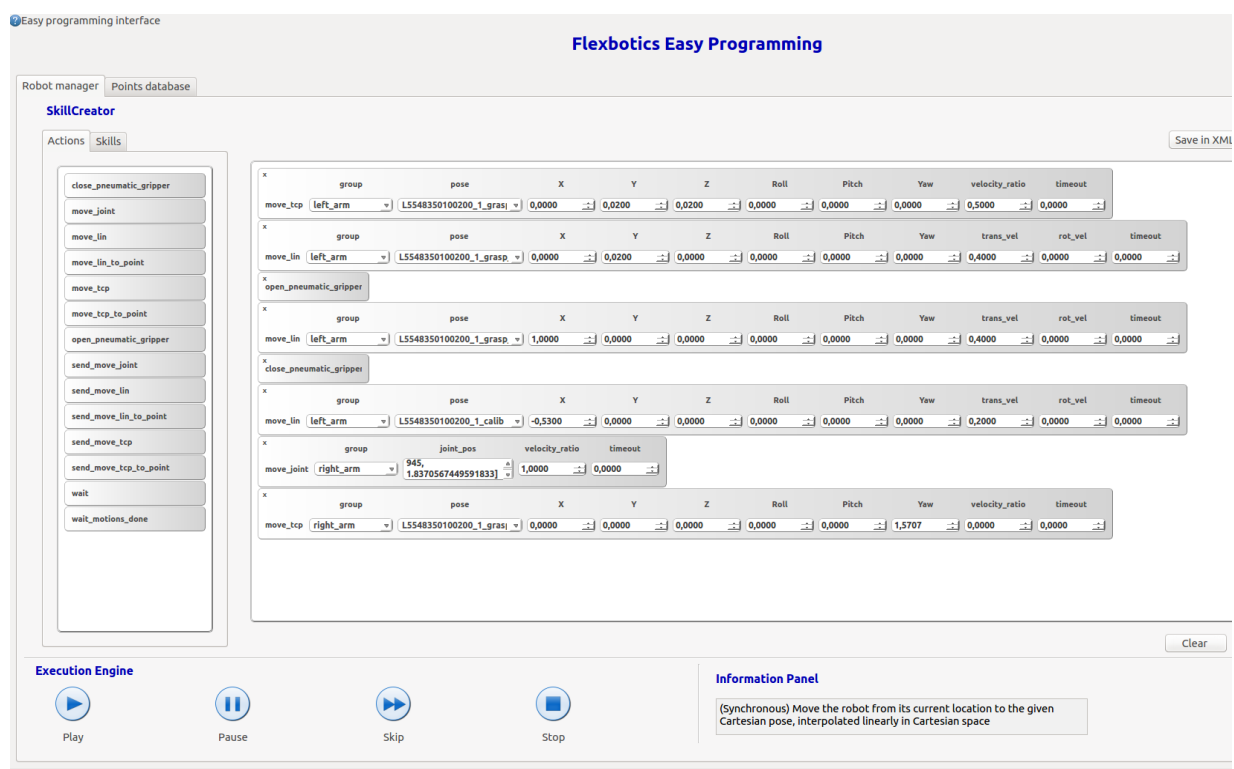 Easy programming interface
Flexbotics Easy Programming
Robot manager Points database
SkillCreator
Actions Skills
Save in XML
close_pneumatic_gripper
move_joint
move_lin
move_lin_to_point
move_tcp
move_tcp_to_point
open_pneumatic_gripper
send_move_joint
send_move_lin
send_move_lin_to_point
send_move_tcp
send_move_tcp_to_point
wait
wait_motions_done
x
group pose X Y Z Roll Pitch Yaw velocity_ratio timeout
move_tcp left_arm L5548350100200_1_grasp 0,0000 0,0200 0,0200 0,0000 0,0000 0,0000 0,5000 0,0000
x
group pose X Y Z Roll Pitch Yaw trans_vel rot_vel timeout
move_lin left_arm L5548350100200_1_grasp 0,0000 0,0200 0,0000 0,0000 0,0000 0,0000 0,4000 0,0000 0,0000
x
open_pneumatic_gripper
x
group pose X Y Z Roll Pitch Yaw trans_vel rot_vel timeout
move_lin left_arm L5548350100200_1_grasp 1,0000 0,0000 0,0000 0,0000 0,0000 0,0000 0,4000 0,0000 0,0000
x
close_pneumatic_gripper
x
group pose X Y Z Roll Pitch Yaw trans_vel rot_vel timeout
move_lin left_arm L5548350100200_1_calib -0,5300 0,0000 0,0000 0,0000 0,0000 0,0000 0,2000 0,0000 0,0000
x
group joint_pos velocity_ratio timeout
move_joint right_arm 945, 1,0000 0,0000
1.8370567449591833]
x
group pose X Y Z Roll Pitch Yaw velocity_ratio timeout
move_tcp right_arm L5548350100200_1_grasp 0,0000 0,0000 0,0000 0,0000 0,0000 1,5707 0,0000 0,0000
Clear
Execution Engine
Play Pause Skip Stop
Information Panel
(Synchronous) Move the robot from its current location to the given
Cartesian pose, interpolated linearly in Cartesian space